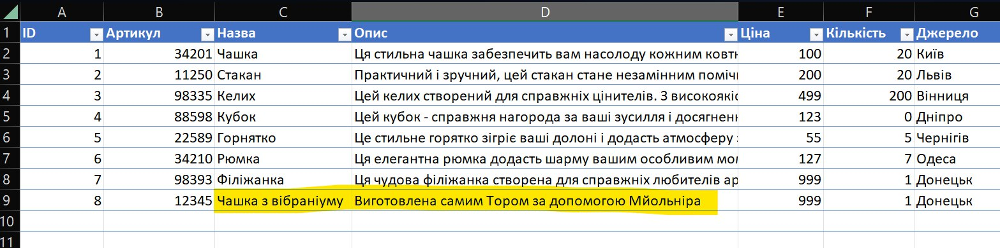 A B C D E F G
1 ID Артикул Назва Опис Ціна Кількість Джерело
2 1 34201 Чашка Ця стильна чашка забезпечить вам насолоду кожним 100 20 Київ
3 2 11250 Стакан Практичний і зручний, цей стакан стане незамінним 200 20 Львів
4 3 98335 Келих Цей келих створений для справжніх цінителів. З 499 200 Вінниця
5 4 88598 Кубок Цей кубок - справжня нагорода за ваші зусилля і 123 0 Дніпро
6 5 22589 Горнятко Це стильне горятко зігріє ваші долоні і додасть атмосферу 55 5 Чернігів
7 6 34210 Рюмка Ця елегантна рюмка додасть шарму вашим особливим 127 7 Одеса
8 7 98393 Філіжанка Ця чудова філіжанка створена для справжніх любителів 999 1 Донецьк
9 8 12345 Чашка з вібраніуму Виготовлена самим Тором за допомогою Мйольніра 999 1 Донецьк
10
11